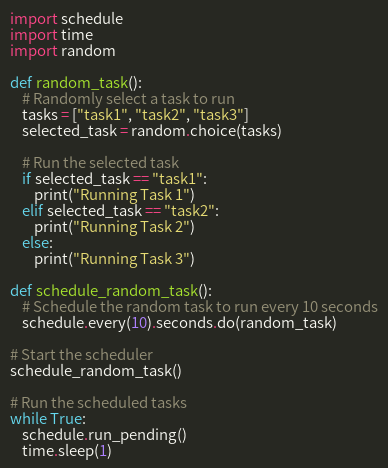 import schedule
import time
import random

def random_task():
    # Randomly select a task to run
    tasks = ["task1", "task2", "task3"]
    selected_task = random.choice(tasks)

    # Run the selected task
    if selected_task == "task1":
        print("Running Task 1")
    elif selected_task == "task2":
        print("Running Task 2")
    else:
        print("Running Task 3")

def schedule_random_task():
    # Schedule the random task to run every 10 seconds
    schedule.every(10).seconds.do(random_task)

# Start the scheduler
schedule_random_task()

# Run the scheduled tasks
while True:
    schedule.run_pending()
    time.sleep(1)